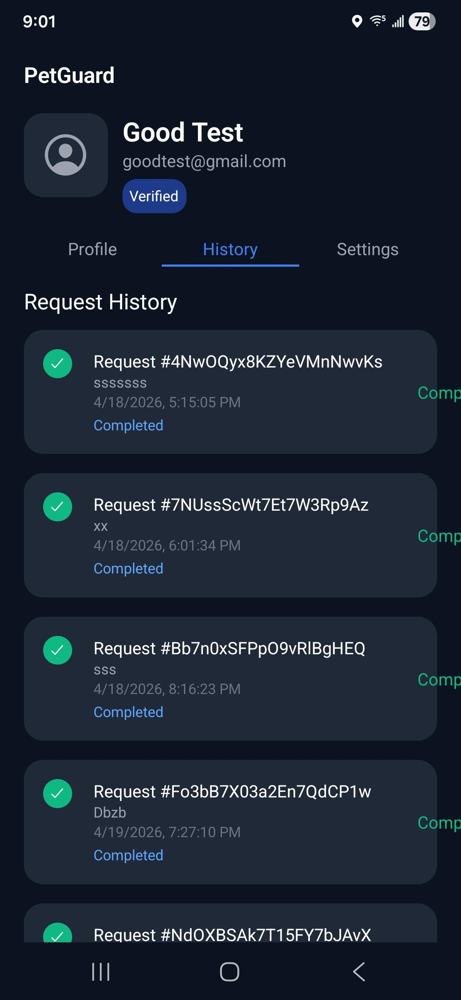 9:01
5
79
PetGuard
Good Test
goodtest@gmail.com
Verified
Profile History Settings
Request History
Request #4NwOQyx8KZYeVMnNwvKs
sssssss
Comp
4/18/2026, 5:15:05 PM
Completed
Request #7NUssScWt7Et7W3Rp9Az
xx
Comp
4/18/2026, 6:01:34 PM
Completed
Request #Bb7n0xSFPpO9vRlBgHEQ
sss
Comp
4/18/2026, 8:16:23 PM
Completed
Request #Fo3bB7X03a2En7QdCP1w
Dbzb
Comp
4/19/2026, 7:27:10 PM
Completed
Request #NdOXBSAk7T15FY7bJAvX